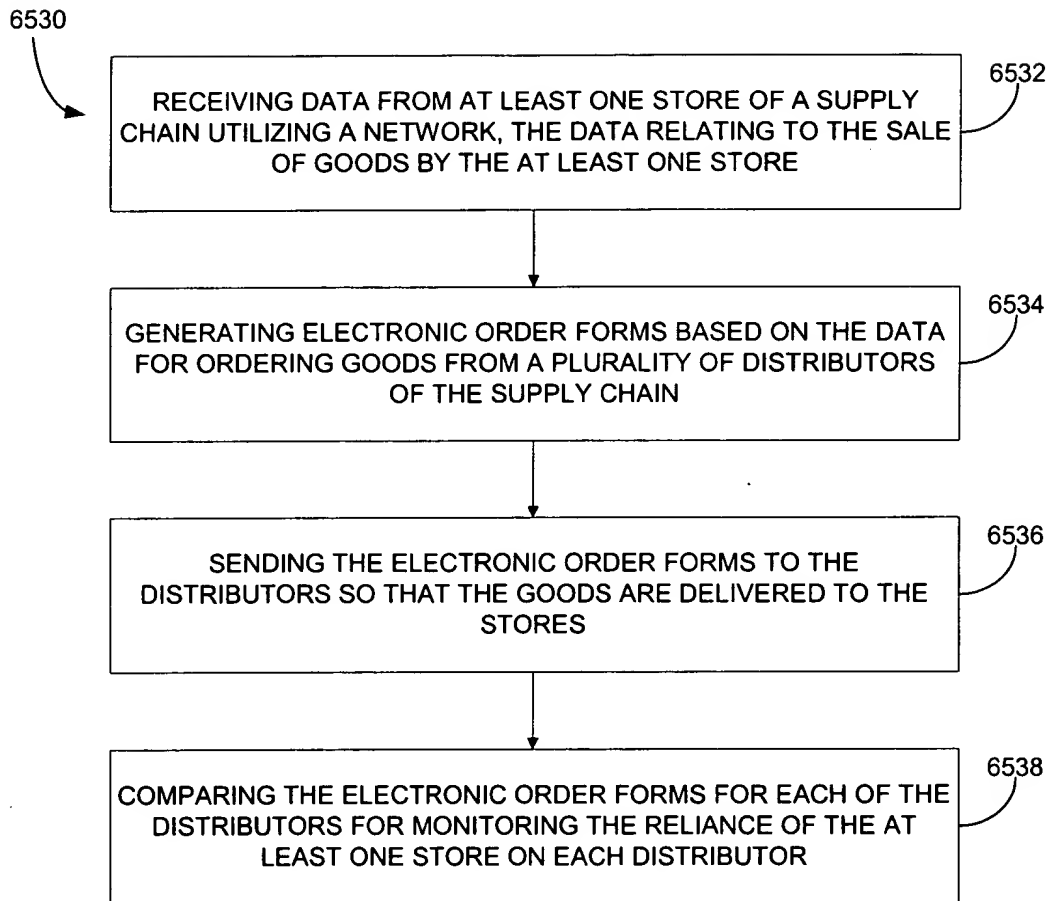 6530
6532
RECEIVING DATA FROM AT LEAST ONE STORE OF A SUPPLY
CHAIN UTILIZING A NETWORK, THE DATA RELATING TO THE SALE
OF GOODS BY THE AT LEAST ONE STORE
6534
GENERATING ELECTRONIC ORDER FORMS BASED ON THE DATA
FOR ORDERING GOODS FROM A PLURALITY OF DISTRIBUTORS
OF THE SUPPLY CHAIN
6536
SENDING THE ELECTRONIC ORDER FORMS TO THE
DISTRIBUTORS SO THAT THE GOODS ARE DELIVERED TO THE
STORES
6538
COMPARING THE ELECTRONIC ORDER FORMS FOR EACH OF THE
DISTRIBUTORS FOR MONITORING THE RELIANCE OF THE AT
LEAST ONE STORE ON EACH DISTRIBUTOR